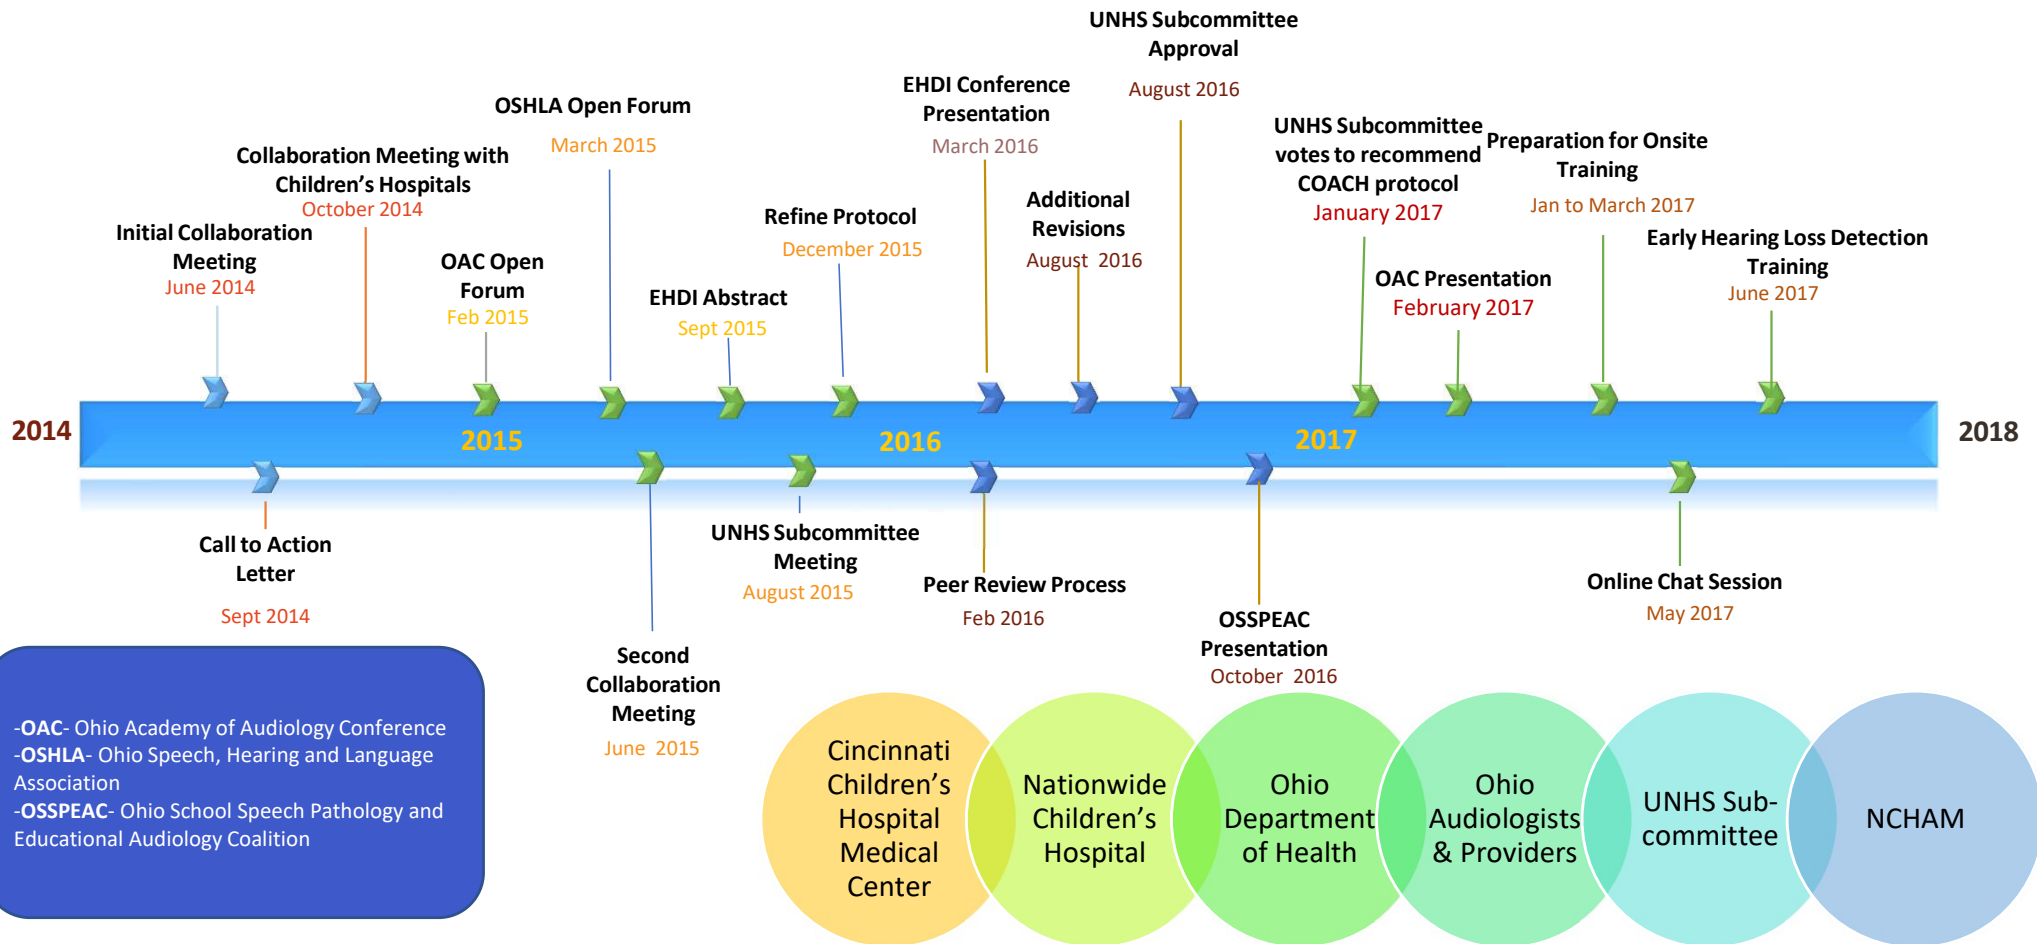 UNHS Subcommittee
Approval
August 2016
EHDI Conference
Presentation
March 2016
OSHLA Open Forum
March 2015
UNHS Subcommittee
votes to recommend
COACH protocol
January 2017
Preparation for Onsite
Training
Jan to March 2017
Collaboration Meeting with
Children's Hospitals
October 2014
Additional
Revisions
August  2016
Refine Protocol
December 2015
Initial Collaboration
Meeting
June 2014
Early Hearing Loss Detection
Training
June 2017
OAC Open
Forum
Feb 2015
EHDI Abstract
Sept 2015
OAC Presentation
February 2017
2014
2015
2016
2017
2018
Call to Action
Letter
Sept 2014
UNHS Subcommittee
Meeting
August 2015
Peer Review Process
Feb 2016
Online Chat Session
May 2017
OSSPEAC
Presentation
October  2016
Second
Collaboration
Meeting
June  2015
-OAC- Ohio Academy of Audiology Conference
-OSHLA- Ohio Speech, Hearing and Language
Association
-OSSPEAC- Ohio School Speech Pathology and
Educational Audiology Coalition
Cincinnati
Children's
Hospital
Medical
Center
Nationwide
Children's
Hospital
Ohio
Department
of Health
Ohio
Audiologists
& Providers
UNHS Sub-
committee
NCHAM